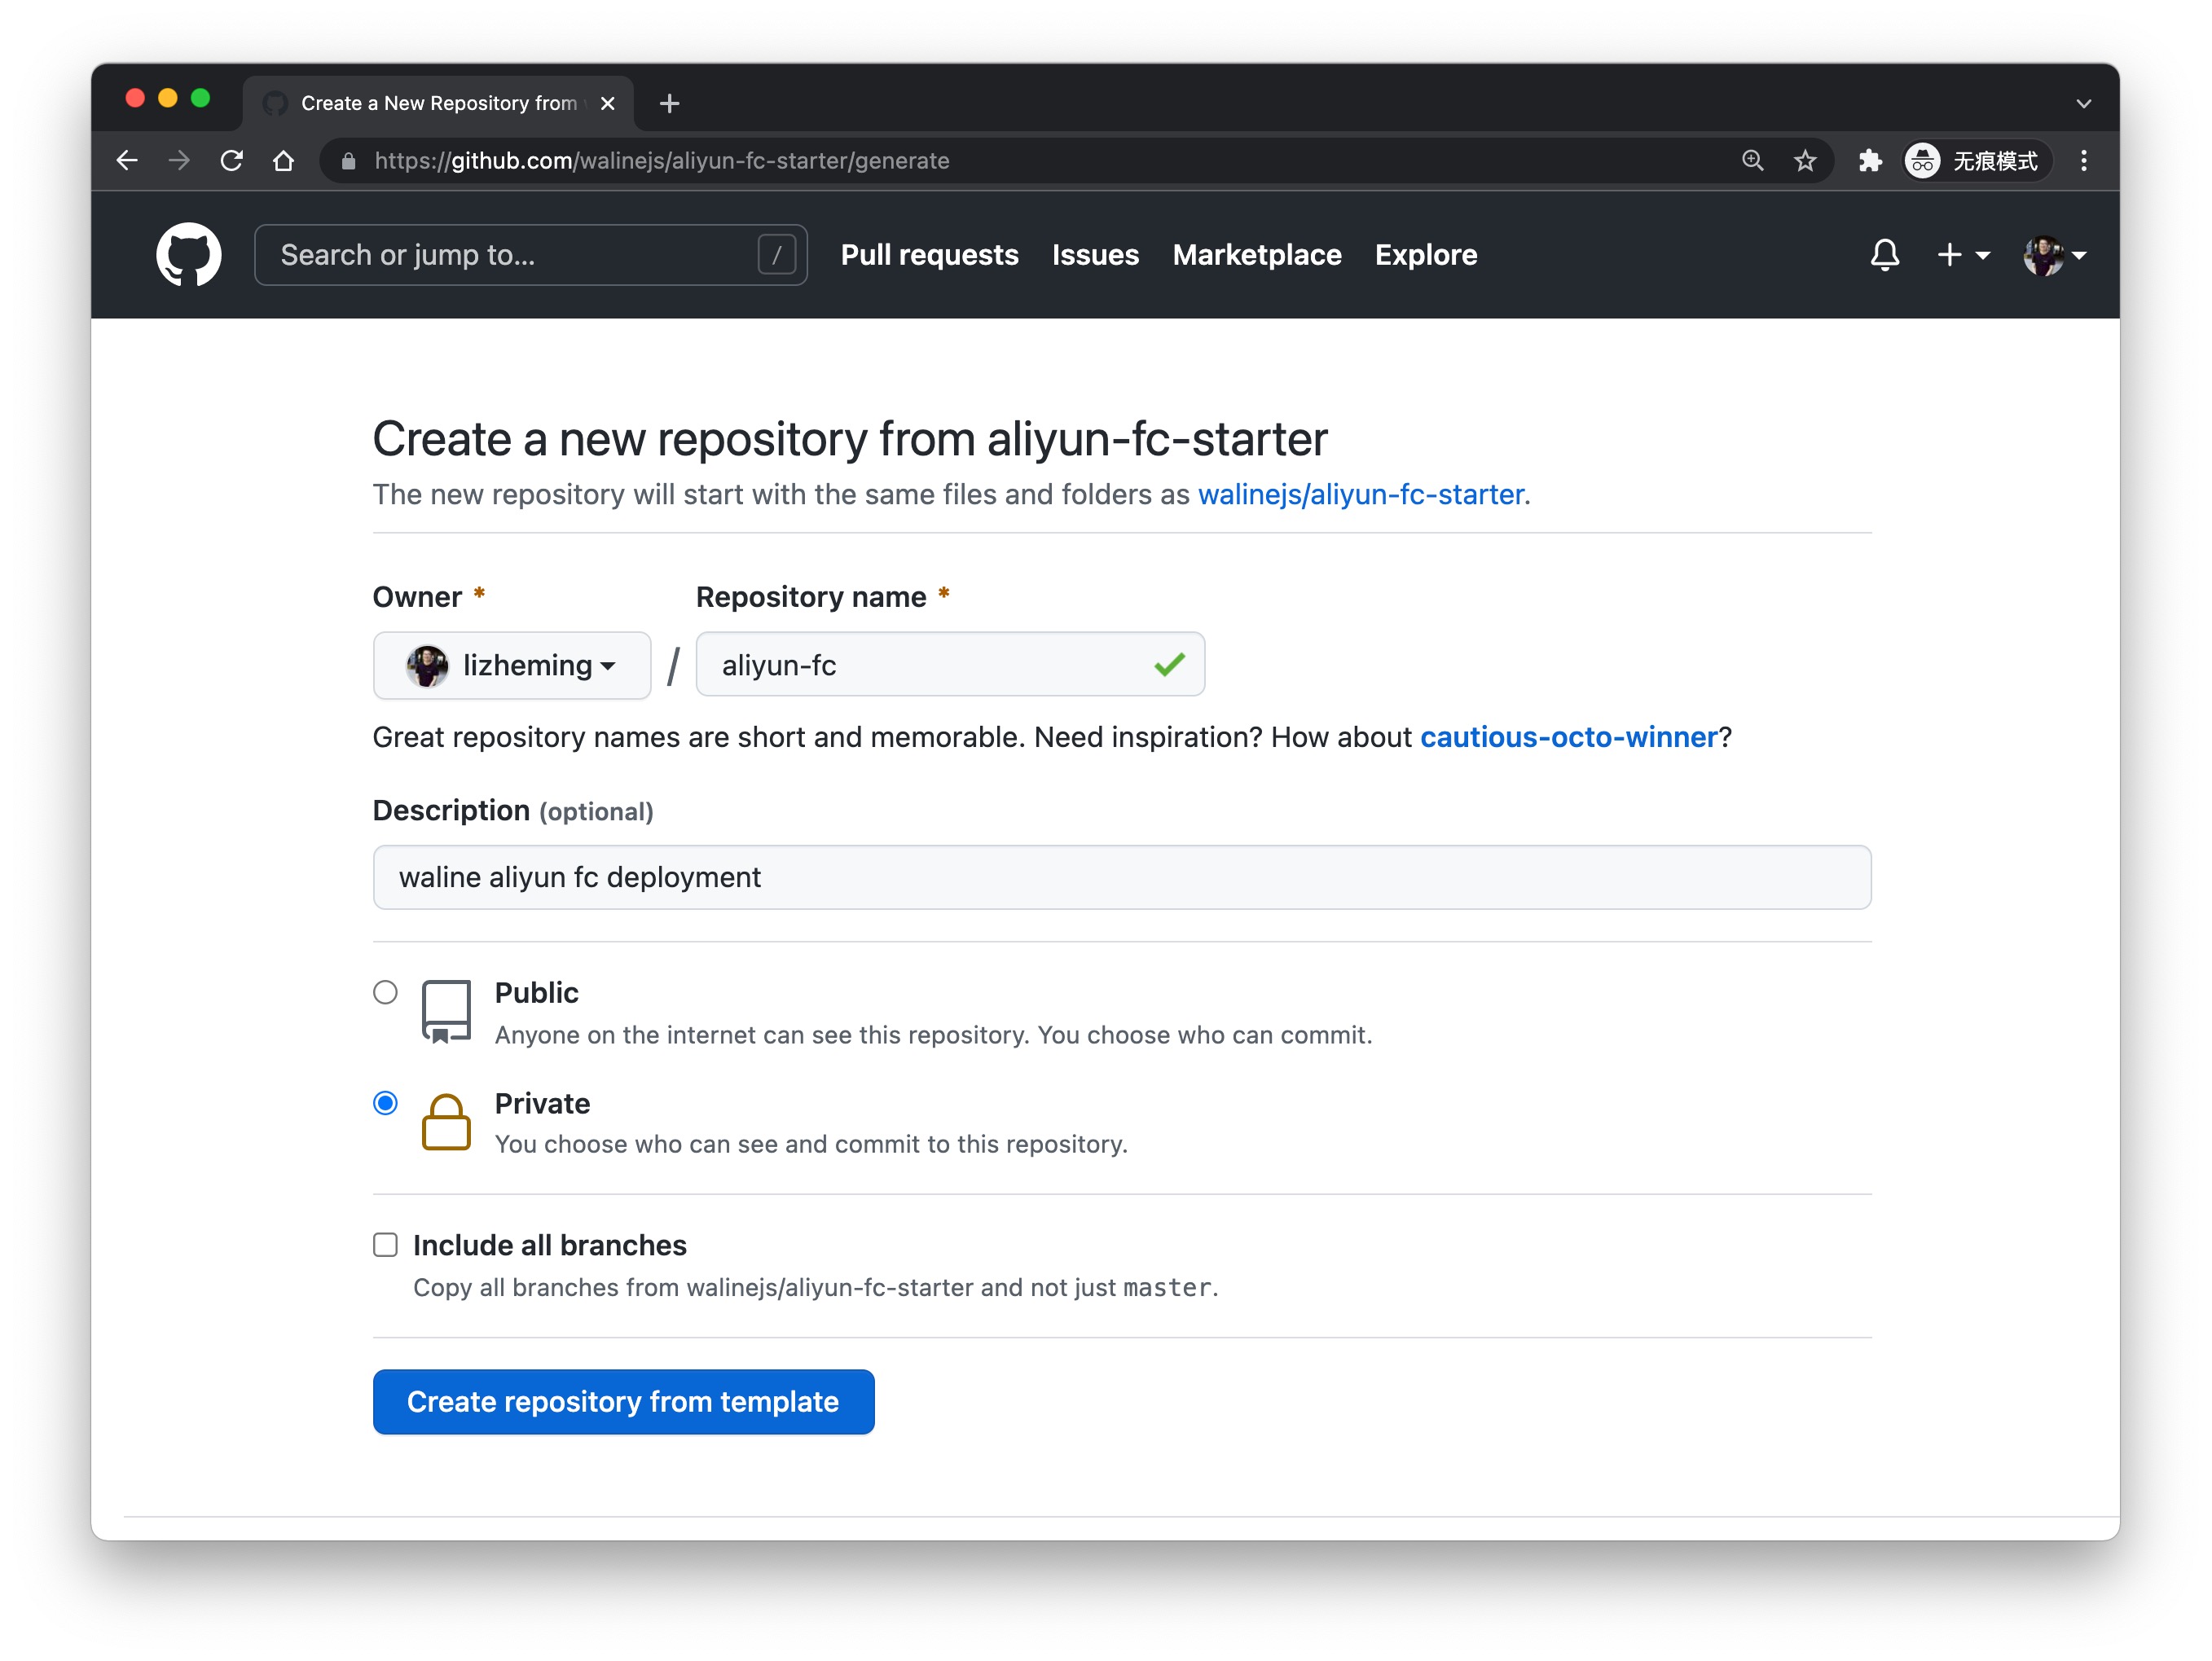 Create a New Repository from
https://github.com/walinejs/aliyun-fc-starter/generate
无痕模式
Search or jump to... /
Pull requests Issues Marketplace Explore
Create a new repository from aliyun-fc-starter
The new repository will start with the same files and folders as walinejs/aliyun-fc-starter.
Owner * Repository name *
lizheming / aliyun-fc
Great repository names are short and memorable. Need inspiration? How about cautious-octo-winner?
Description (optional)
waline aliyun fc deployment
Public
Anyone on the internet can see this repository. You choose who can commit.
Private
You choose who can see and commit to this repository.
Include all branches
Copy all branches from walinejs/aliyun-fc-starter and not just master.
Create repository from template